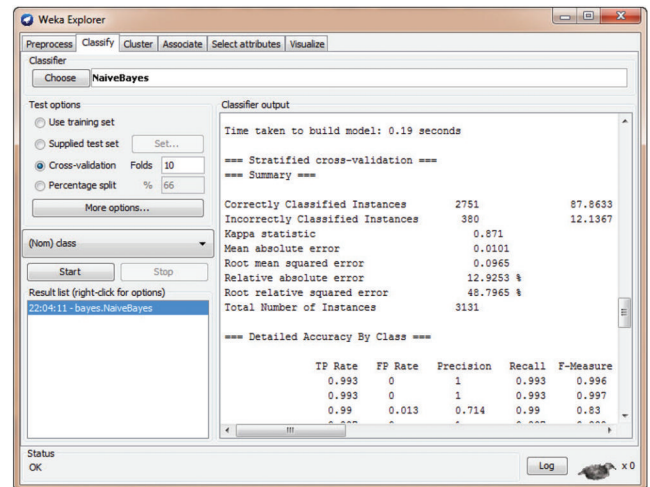 Weka Explorer
Preprocess Classify Cluster Associate Select attributes Visualize
Classifier
Choose NaiveBayes
Test options
Use training set
Supplied test set Set...
Cross-validation Folds 10
Percentage split % 66
More options...
(Nom) class
Start Stop
Result list (right-click for options)
22:04:11 - bayes.NaiveBayes
Classifier output
Time taken to build model: 0.19 seconds
=== Stratified cross-validation ===
=== Summary ===
Correctly Classified Instances 2751 87.8633
Incorrectly Classified Instances 380 12.1367
Kappa statistic 0.871
Mean absolute error 0.0101
Root mean squared error 0.0965
Relative absolute error 12.9253 %
Root relative squared error 48.7965 %
Total Number of Instances 3131
=== Detailed Accuracy By Class ===
TP Rate FP Rate Precision Recall F-Measure
0.993 0 1 0.993 0.996
0.993 0 1 0.993 0.997
0.99 0.013 0.714 0.99 0.83
Status
OK
Log x 0